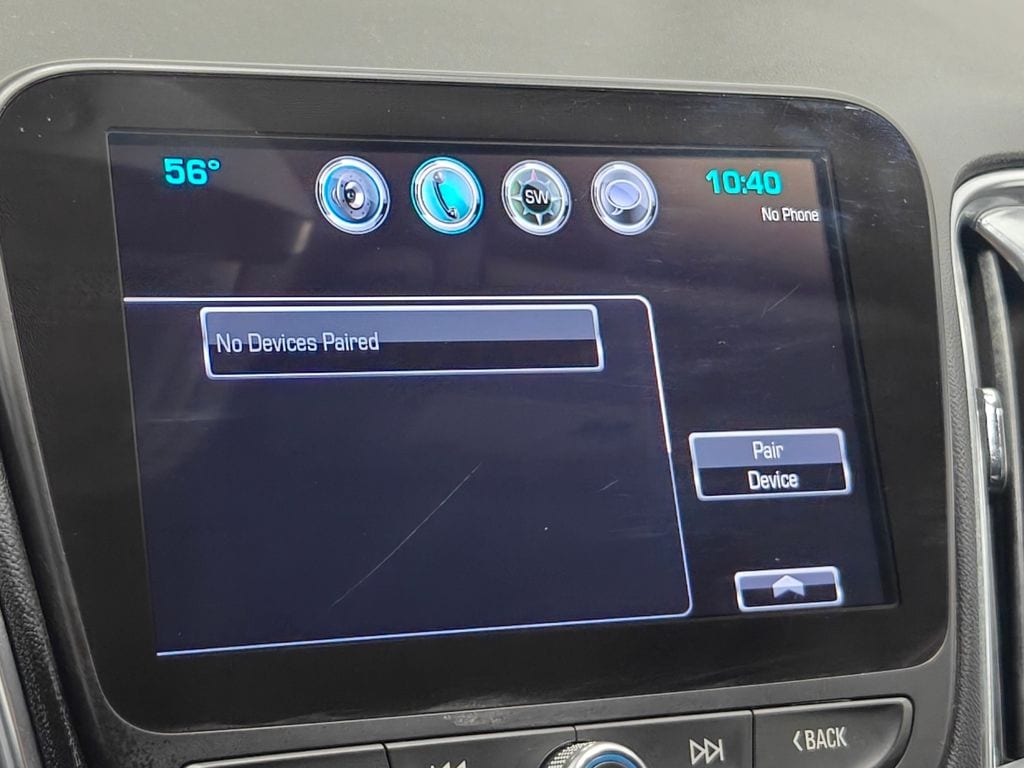 56°
SW
10:40
No Phone
No Devices Paired
Pair
Device
BACK